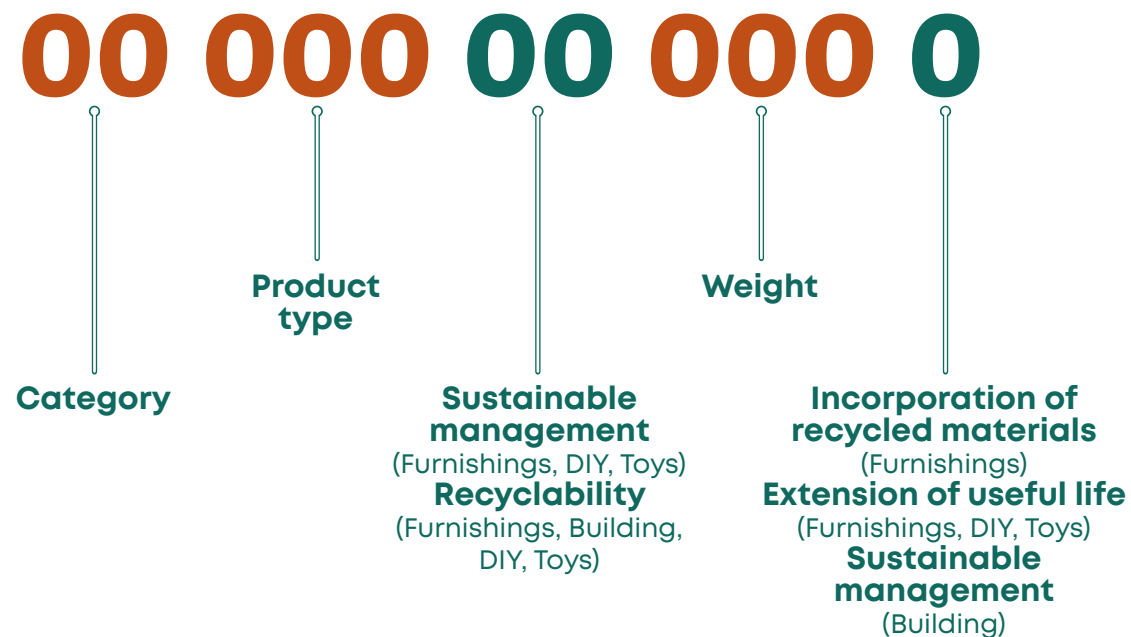 00 000 00 000 0
Product
type
Weight
Category
Sustainable
management
(Furnishings, DIY, Toys)
Recyclability
(Furnishings, Building,
DIY, Toys)
Incorporation of
recycled materials
(Furnishings)
Extension of useful life
(Furnishings, DIY, Toys)
Sustainable
management
(Building)